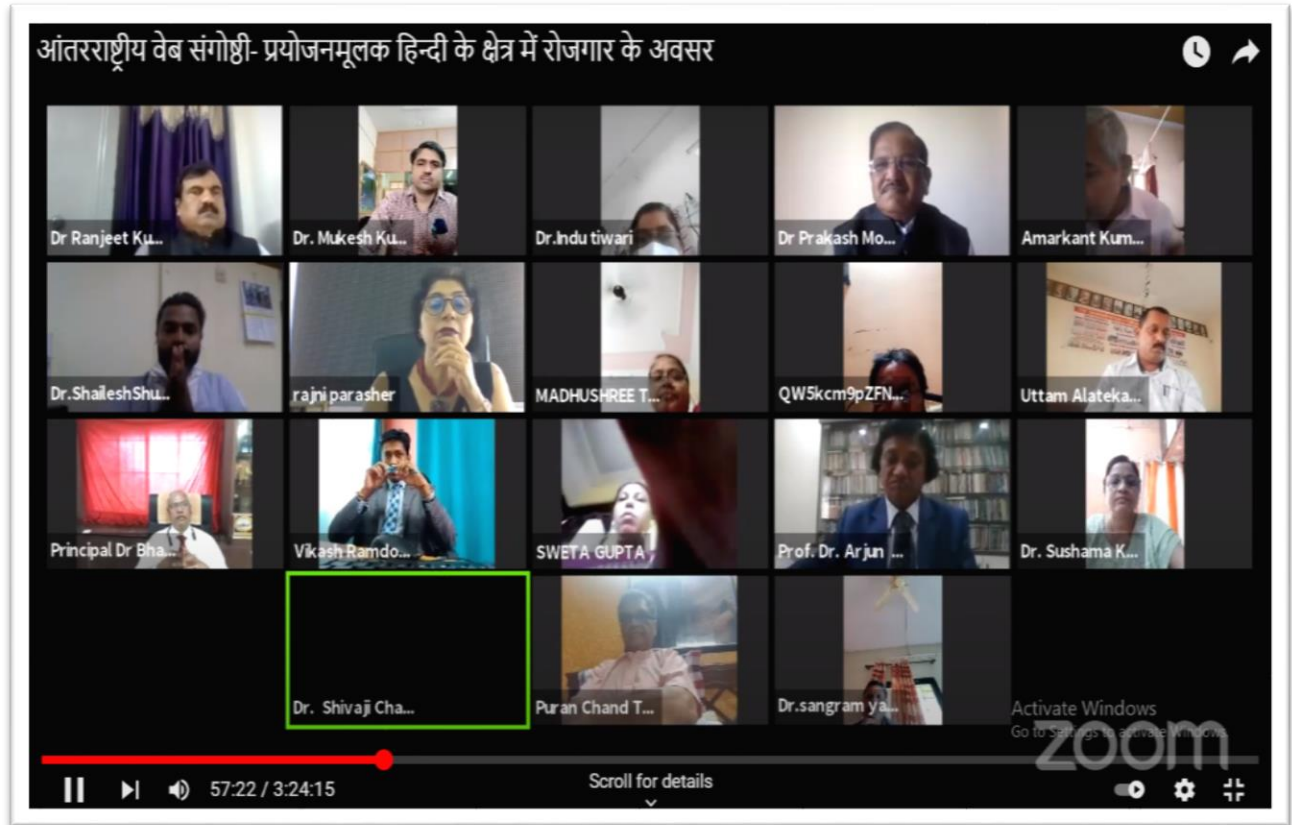 आंतरराष्ट्रीय वेब संगोष्ठी- प्रयोजनमूलक हिन्दी के क्षेत्र में रोजगार के अवसर
Dr Ranjeet Ku...
Dr. Mukesh Ku...
Dr.Indu tiwari
Dr Prakash Mo...
Amarkant Kum...
Dr.ShaileshShu...
rajni parasher
MADHUSHREE T...
QW5kcm9pZFN...
Uttam Alateka...
Principal Dr Bha...
Vikash Ramdo...
SWETA GUPTA
Prof. Dr. Arjun ...
Dr. Sushama K...
Dr. Shivaji Cha...
Puran Chand T...
Dr.sangram ya...
Activate Windows
Go to Settings to activate Windows.
zoom
57:22 / 3:24:15
Scroll for details